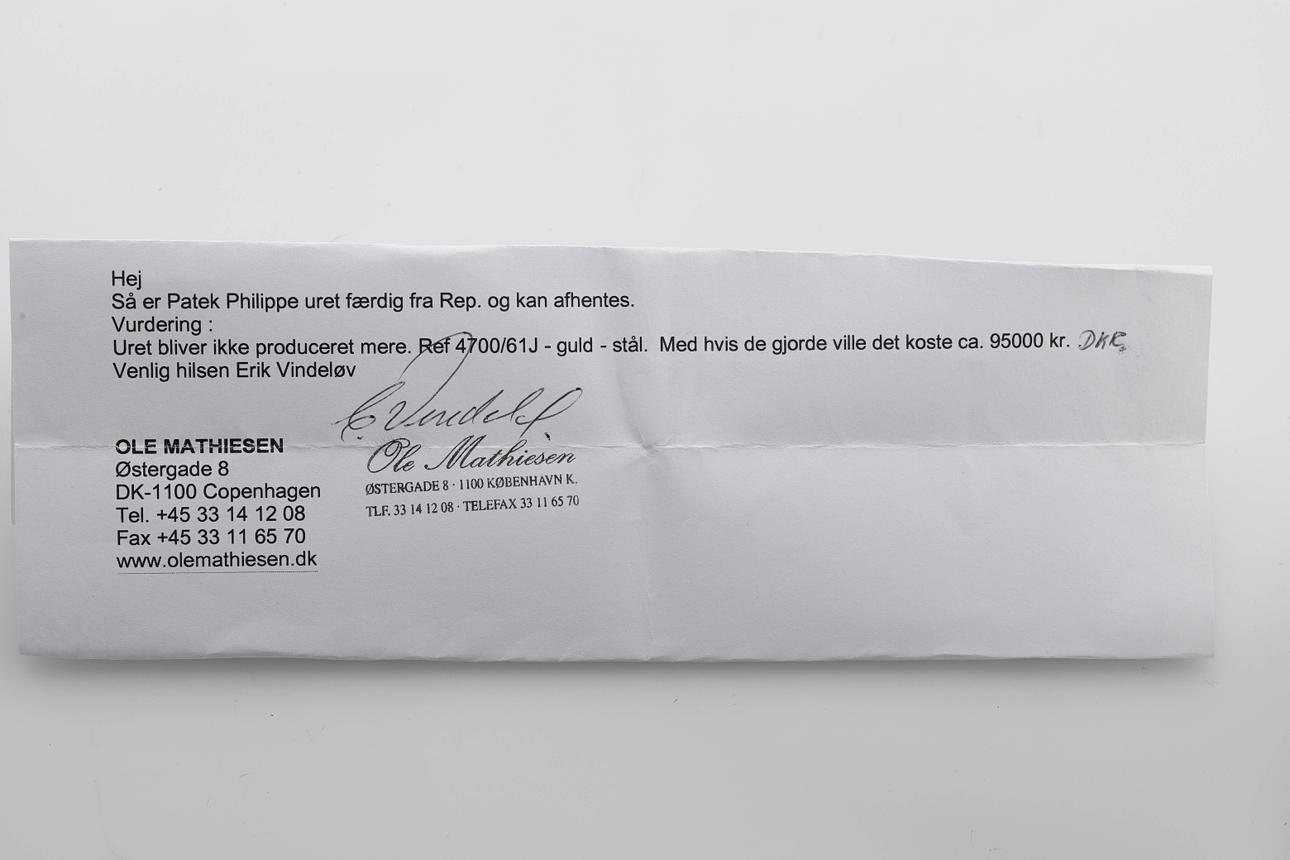 Hej
Så er Patek Philippe uret færdig fra Rep. og kan afhentes.
Vurdering :
Uret bliver ikke produceret mere. Ref 4700/61J - guld - stål. Med hvis de gjorde ville det koste ca. 95000 kr. DKR
Venlig hilsen Erik Vindeløv
E Vindeløv
OLE MATHIESEN
Østergade 8
DK-1100 Copenhagen
Tel. +45 33 14 12 08
Fax +45 33 11 65 70
www.olemathiesen.dk
Ole Mathiesen
ØSTERGADE 8 · 1100 KØBENHAVN K.
TLF. 33 14 12 08 · TELEFAX 33 11 65 70